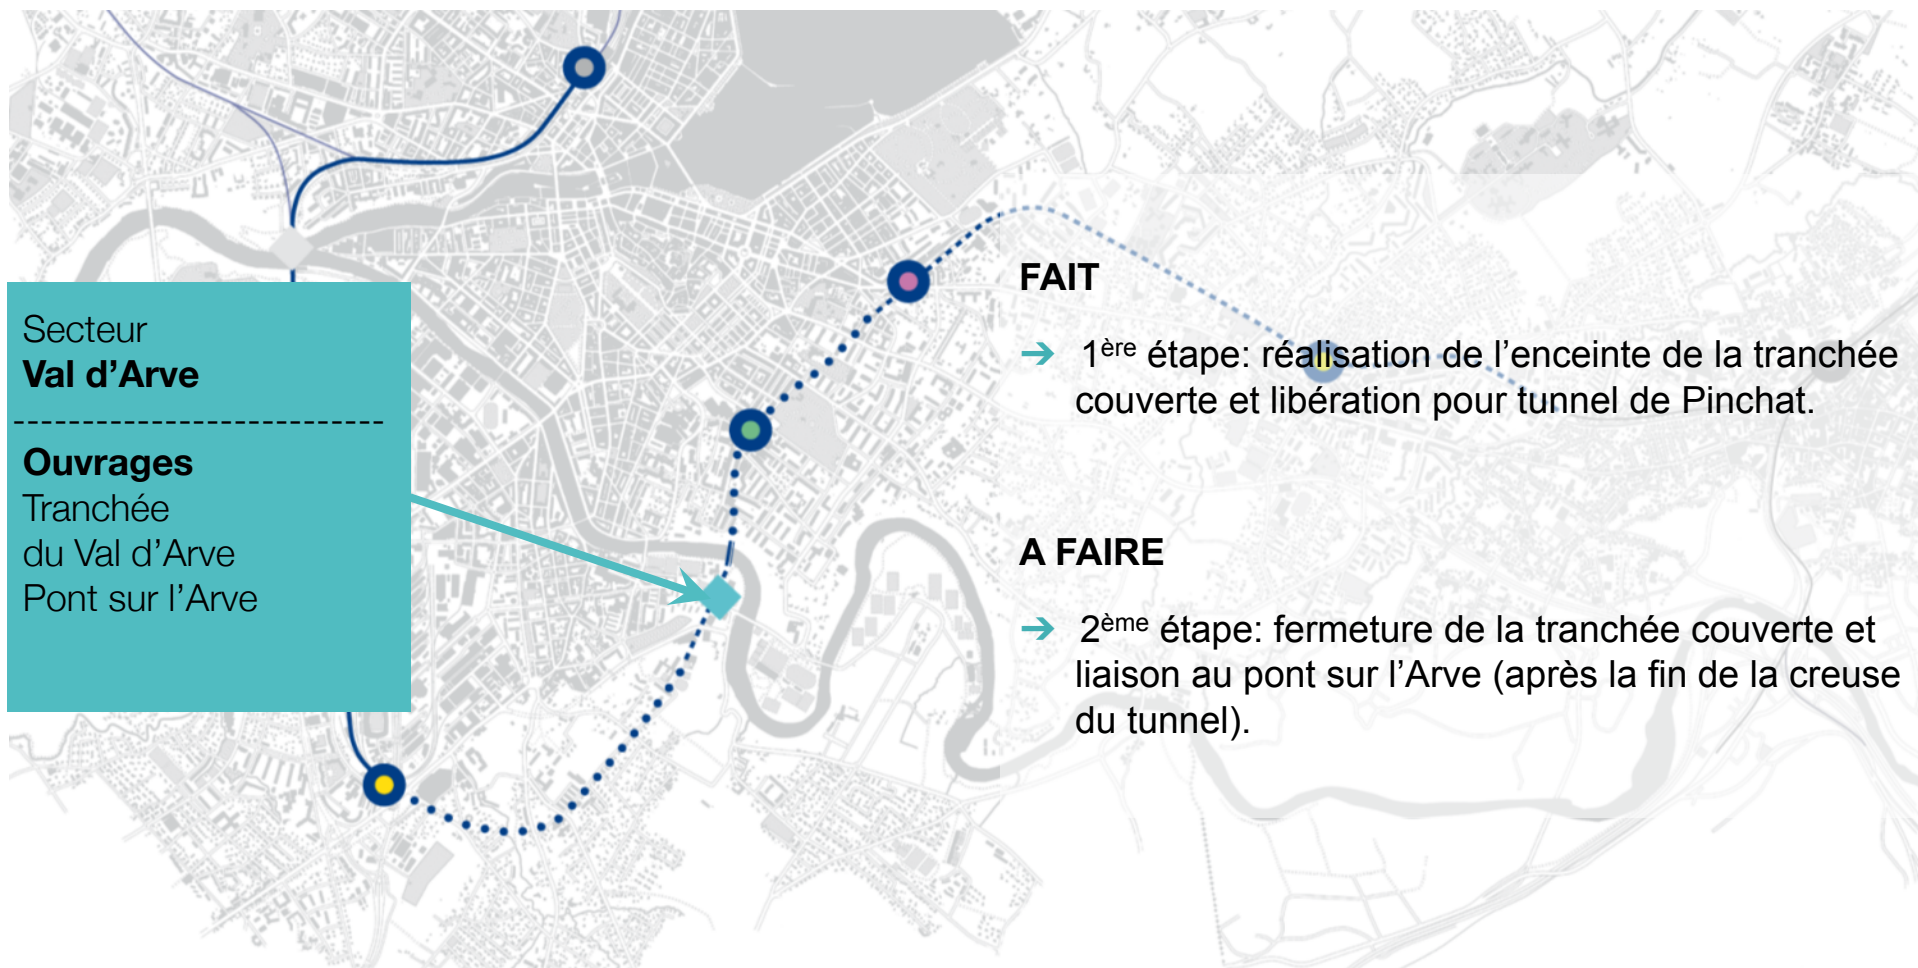 Secteur
Val d’Arve
Ouvrages
Tranchée
du Val d’Arve
Pont sur l’Arve
FAIT
➔ 1ère étape: réalisation de l’enceinte de la tranchée
couverte et libération pour tunnel de Pinchat.
A FAIRE
➔ 2ème étape: fermeture de la tranchée couverte et
liaison au pont sur l’Arve (après la fin de la creuse
du tunnel).